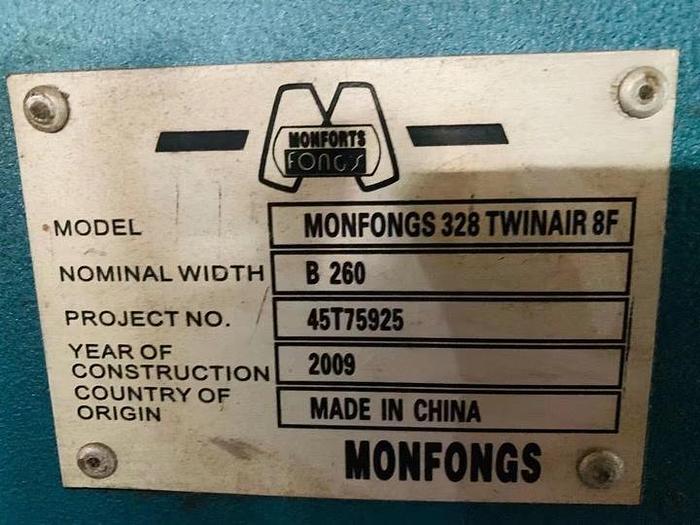 MONFORTS
FONG'S
MODEL MONFONGS 328 TWINAIR 8F
NOMINAL WIDTH B 260
PROJECT NO. 45T75925
YEAR OF
CONSTRUCTION 2009
COUNTRY OF
ORIGIN MADE IN CHINA
MONFONGS